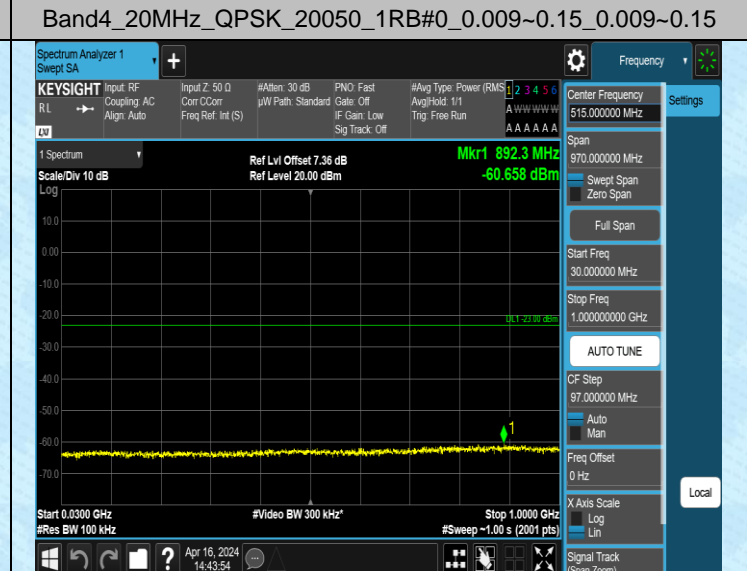 Band4_20MHz_QPSK_20050_1RB#0_0.009~0.15_0.009~0.15
Spectrum Analyzer 1
Swept SA
+
Frequency
KEYSIGHT
RL
LXI
Input: RF
Coupling: AC
Align: Auto
Input Z: 50 Ω
Corr CCorr
Freq Ref: Int (S)
#Atten: 30 dB
µW Path: Standard
PNO: Fast
Gate: Off
IF Gain: Low
Sig Track: Off
#Avg Type: Power (RMS
Avg|Hold: 1/1
Trig: Free Run
1 2 3 4 5 6
A W W W W W
A A A A A A
1 Spectrum
Scale/Div 10 dB
Log
Ref Lvl Offset 7.36 dB
Ref Level 20.00 dBm
Mkr1 892.3 MHz
-60.658 dBm
10.0
0.00
-10.0
-20.0
DL1 -23.00 dBm
-30.0
-40.0
-50.0
1
-60.0
-70.0
Start 0.0300 GHz
#Res BW 100 kHz
#Video BW 300 kHz*
Stop 1.0000 GHz
#Sweep ~1.00 s (2001 pts)
?
Apr 16, 2024
14:43:54
Center Frequency
515.000000 MHz
Settings
Span
970.000000 MHz
Swept Span
Zero Span
Full Span
Start Freq
30.000000 MHz
Stop Freq
1.000000000 GHz
AUTO TUNE
CF Step
97.000000 MHz
Auto
Man
Freq Offset
0 Hz
X Axis Scale
Log
Lin
Local
Signal Track
(Span Zoom)